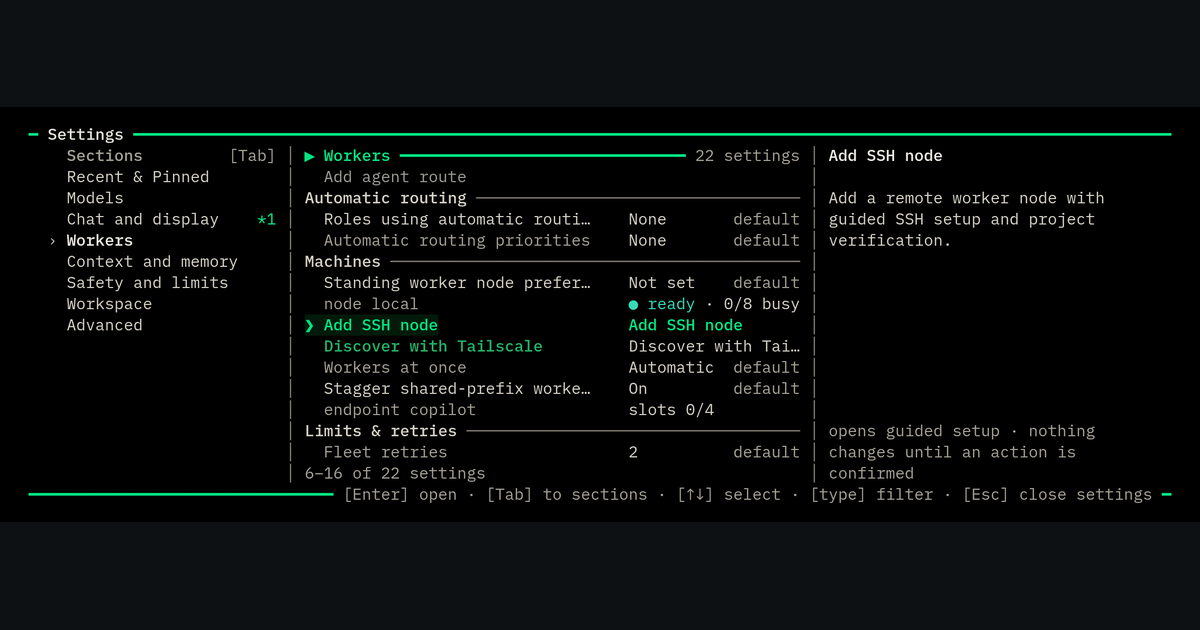 Settings
Sections [Tab]
Recent & Pinned
Models
Chat and display *1
› Workers
Context and memory
Safety and limits
Workspace
Advanced
▶ Workers 22 settings
Add agent route
Automatic routing
Roles using automatic routi… None default
Automatic routing priorities None default
Machines
Standing worker node prefer… Not set default
node local ● ready · 0/8 busy
❯ Add SSH node Add SSH node
Discover with Tailscale Discover with Tai…
Workers at once Automatic default
Stagger shared-prefix worke… On default
endpoint copilot slots 0/4
Limits & retries
Fleet retries 2 default
6–16 of 22 settings
Add SSH node
Add a remote worker node with
guided SSH setup and project
verification.
opens guided setup · nothing
changes until an action is
confirmed
[Enter] open · [Tab] to sections · [↑↓] select · [type] filter · [Esc] close settings